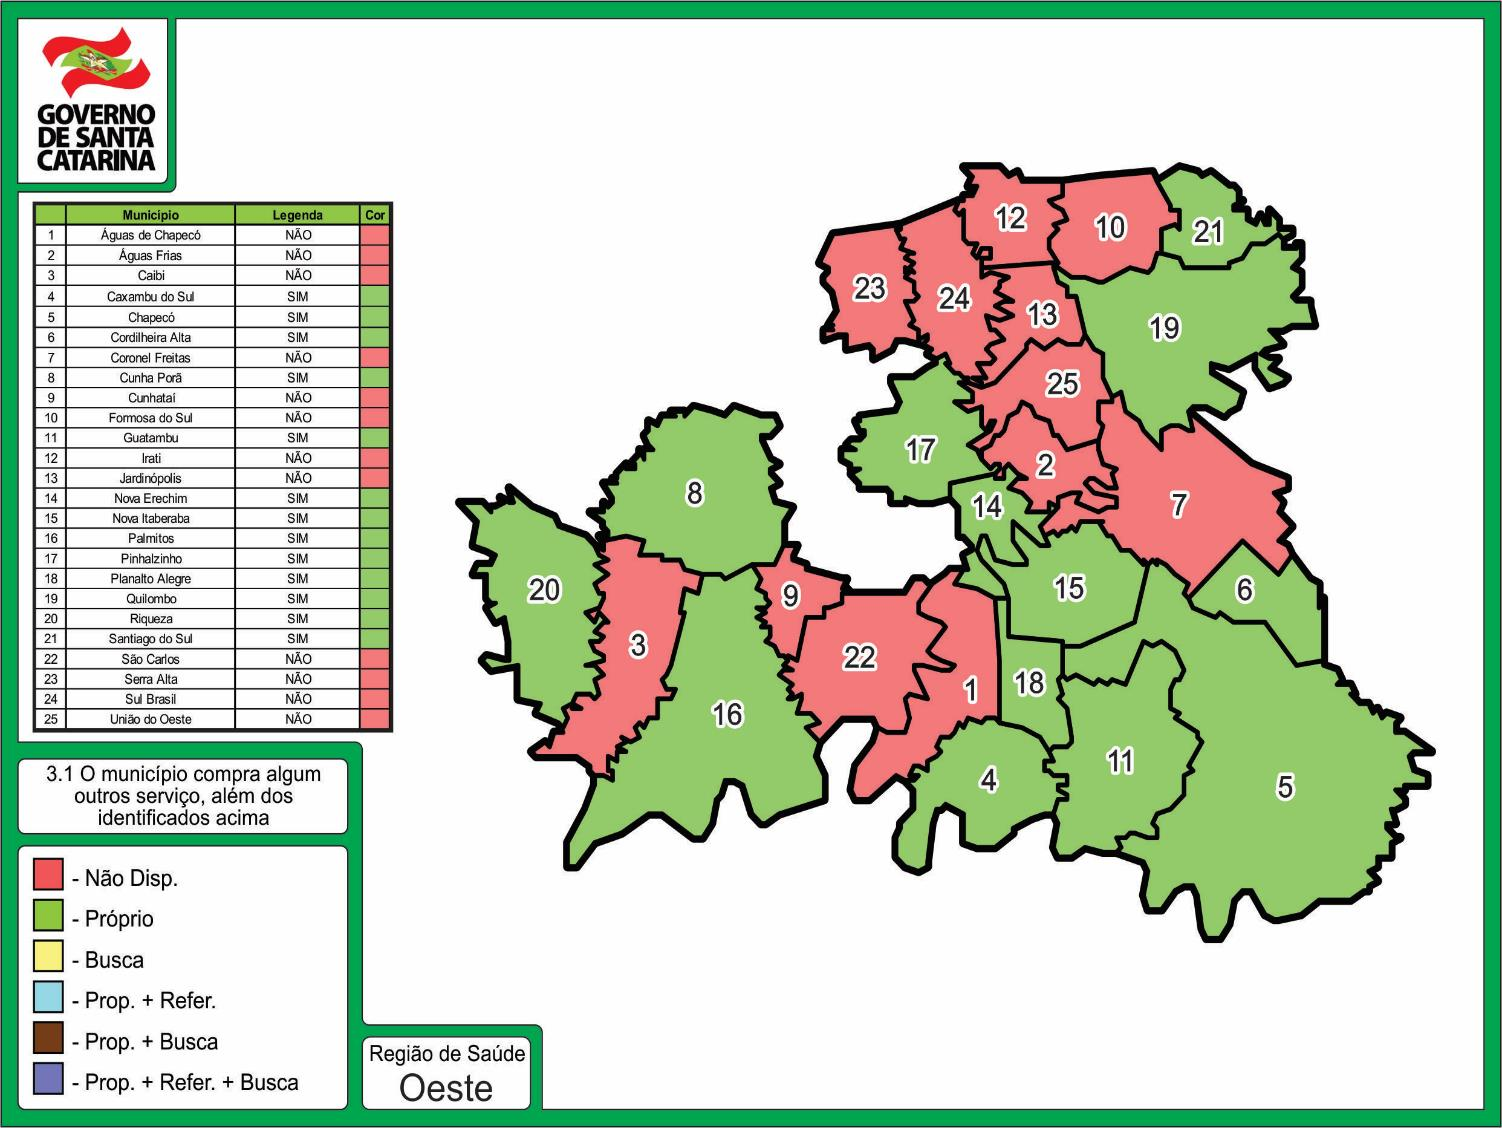 GOVERNO
DE SANTA
CATARINA
Município Legenda Cor
1 Águas de Chapecó NÃO
2 Águas Frias NÃO
3 Caibi NÃO
4 Caxambu do Sul SIM
5 Chapecó SIM
6 Cordilheira Alta SIM
7 Coronel Freitas NÃO
8 Cunha Porã SIM
9 Cunhataí NÃO
10 Formosa do Sul NÃO
11 Guatambu SIM
12 Irati NÃO
13 Jardinópolis NÃO
14 Nova Erechim SIM
15 Nova Itaberaba SIM
16 Palmitos SIM
17 Pinhalzinho SIM
18 Planalto Alegre SIM
19 Quilombo SIM
20 Riqueza SIM
21 Santiago do Sul SIM
22 São Carlos NÃO
23 Serra Alta NÃO
24 Sul Brasil NÃO
25 União do Oeste NÃO
3.1 O município compra algum
outros serviço, além dos
identificados acima
- Não Disp.
- Próprio
- Busca
- Prop. + Refer.
- Prop. + Busca
- Prop. + Refer. + Busca
Região de Saúde
Oeste
12
10
21
23
24
13
19
25
17
2
8
14
7
20
9
15
6
3
22
1
18
16
4
11
5